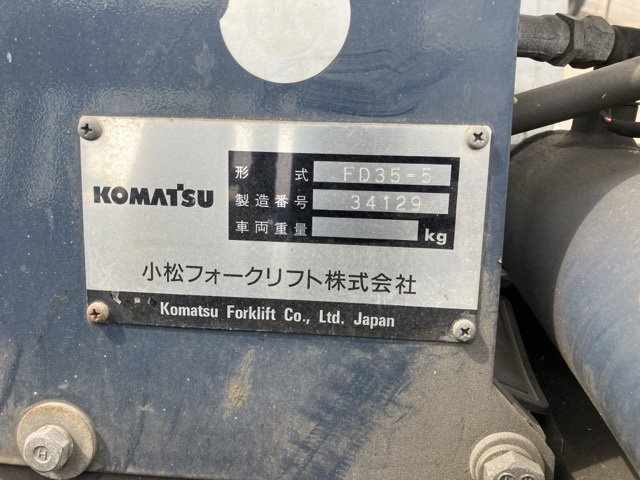 KOMATSU
形式 FD35-5
製造番号 34129
車両重量 kg
小松フォークリフト株式会社
Komatsu Forklift Co., Ltd. Japan
H